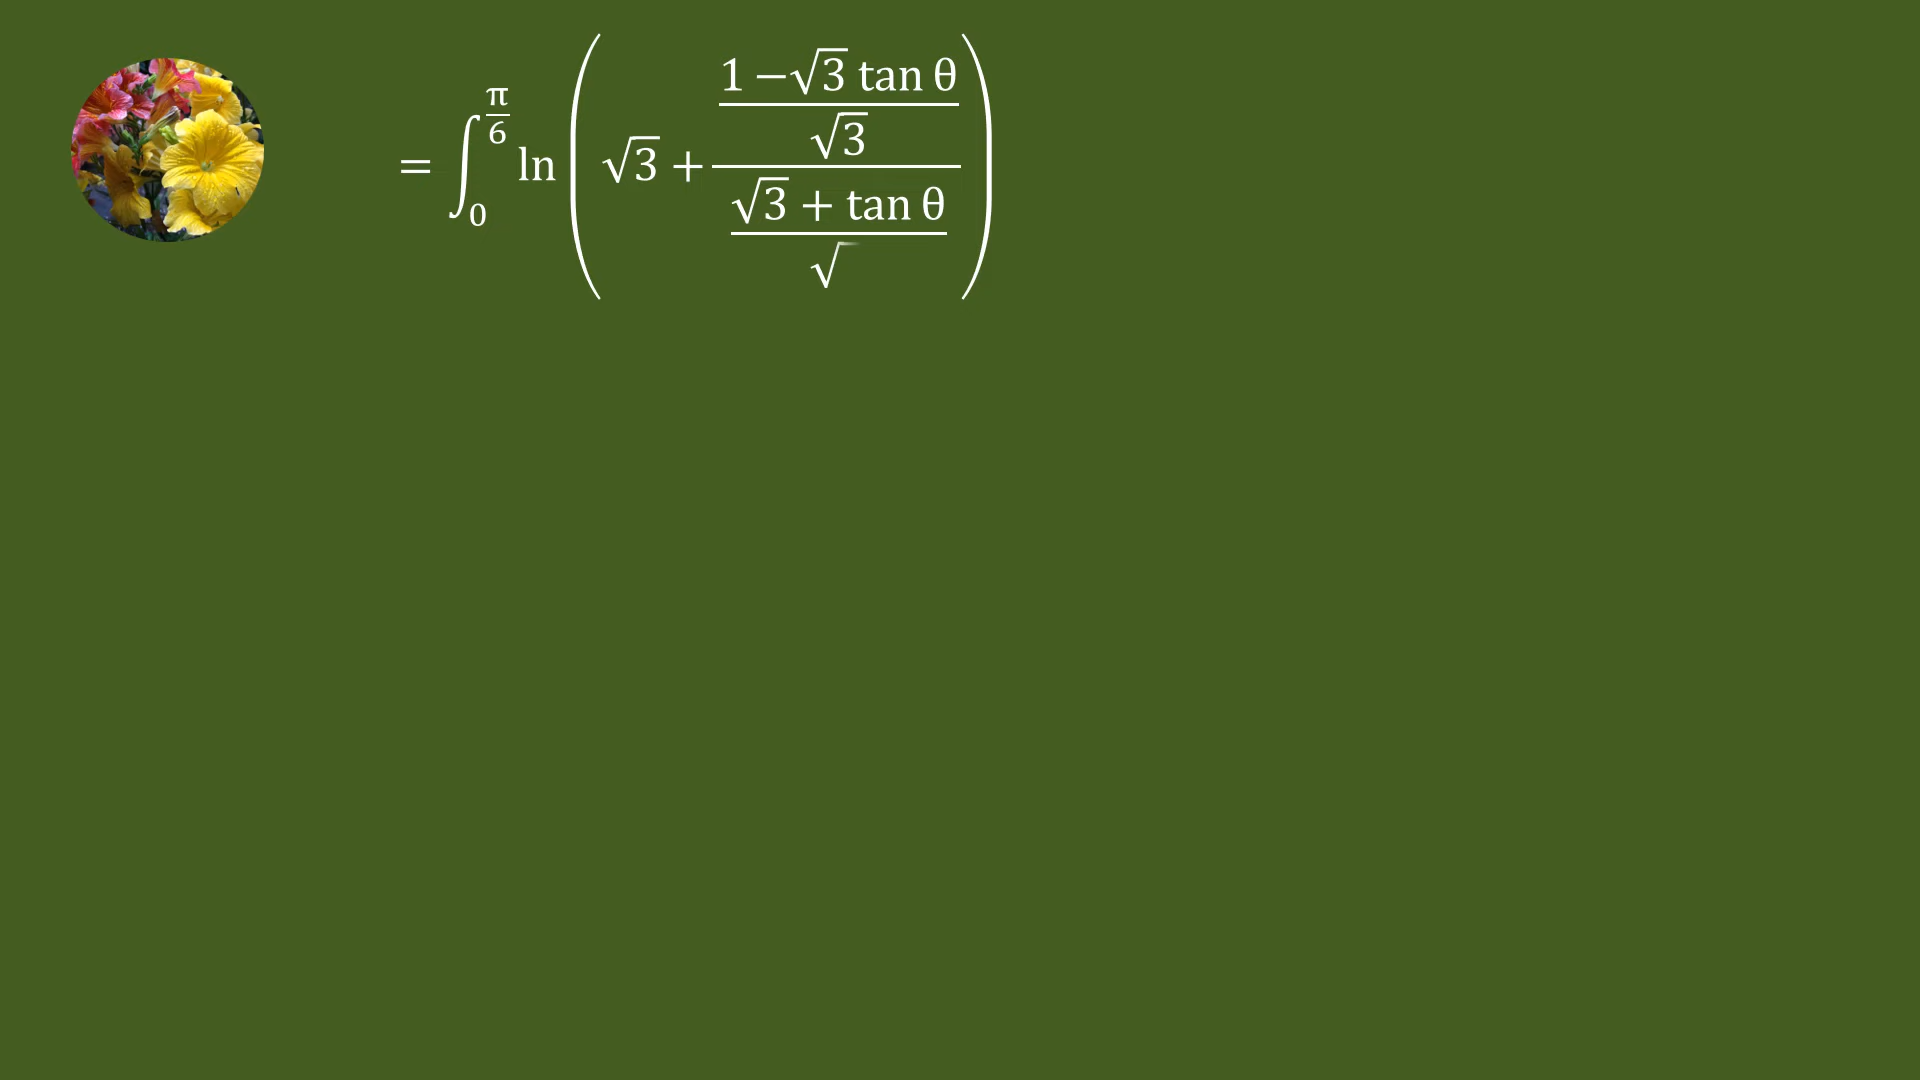 = ∫₀^(π/6) ln ( √3 + ((1 − √3 tan θ)/√3) / ((√3 + tan θ)/√) )